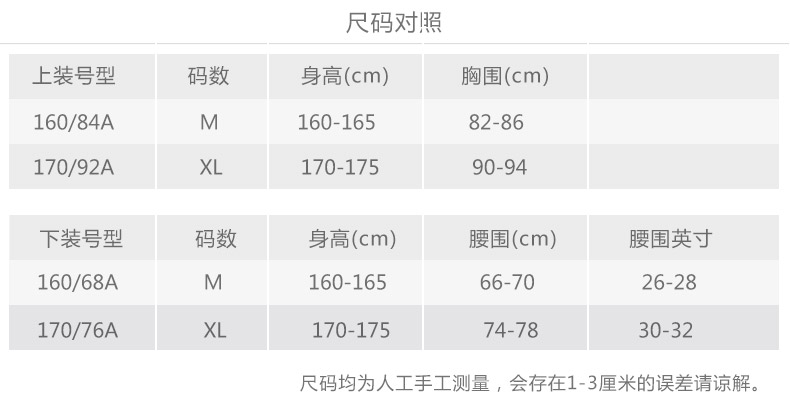 尺码对照
上装号型 码数 身高(cm) 胸围(cm)
160/84A M 160-165 82-86
170/92A XL 170-175 90-94
下装号型 码数 身高(cm) 腰围(cm) 腰围英寸
160/68A M 160-165 66-70 26-28
170/76A XL 170-175 74-78 30-32
尺码均为人工手工测量，会存在1-3厘米的误差请谅解。